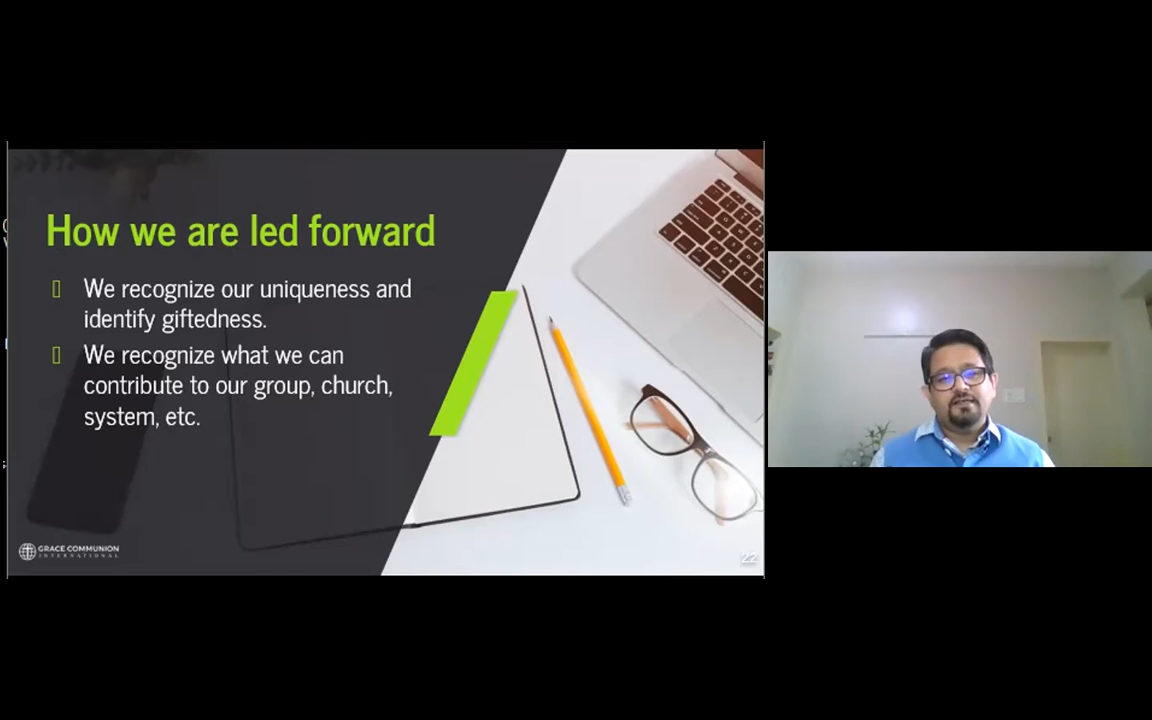 How we are led forward
We recognize our uniqueness and
identify giftedness.
We recognize what we can
contribute to our group, church,
system, etc.
GRACE COMMUNION
INTERNATIONAL
22